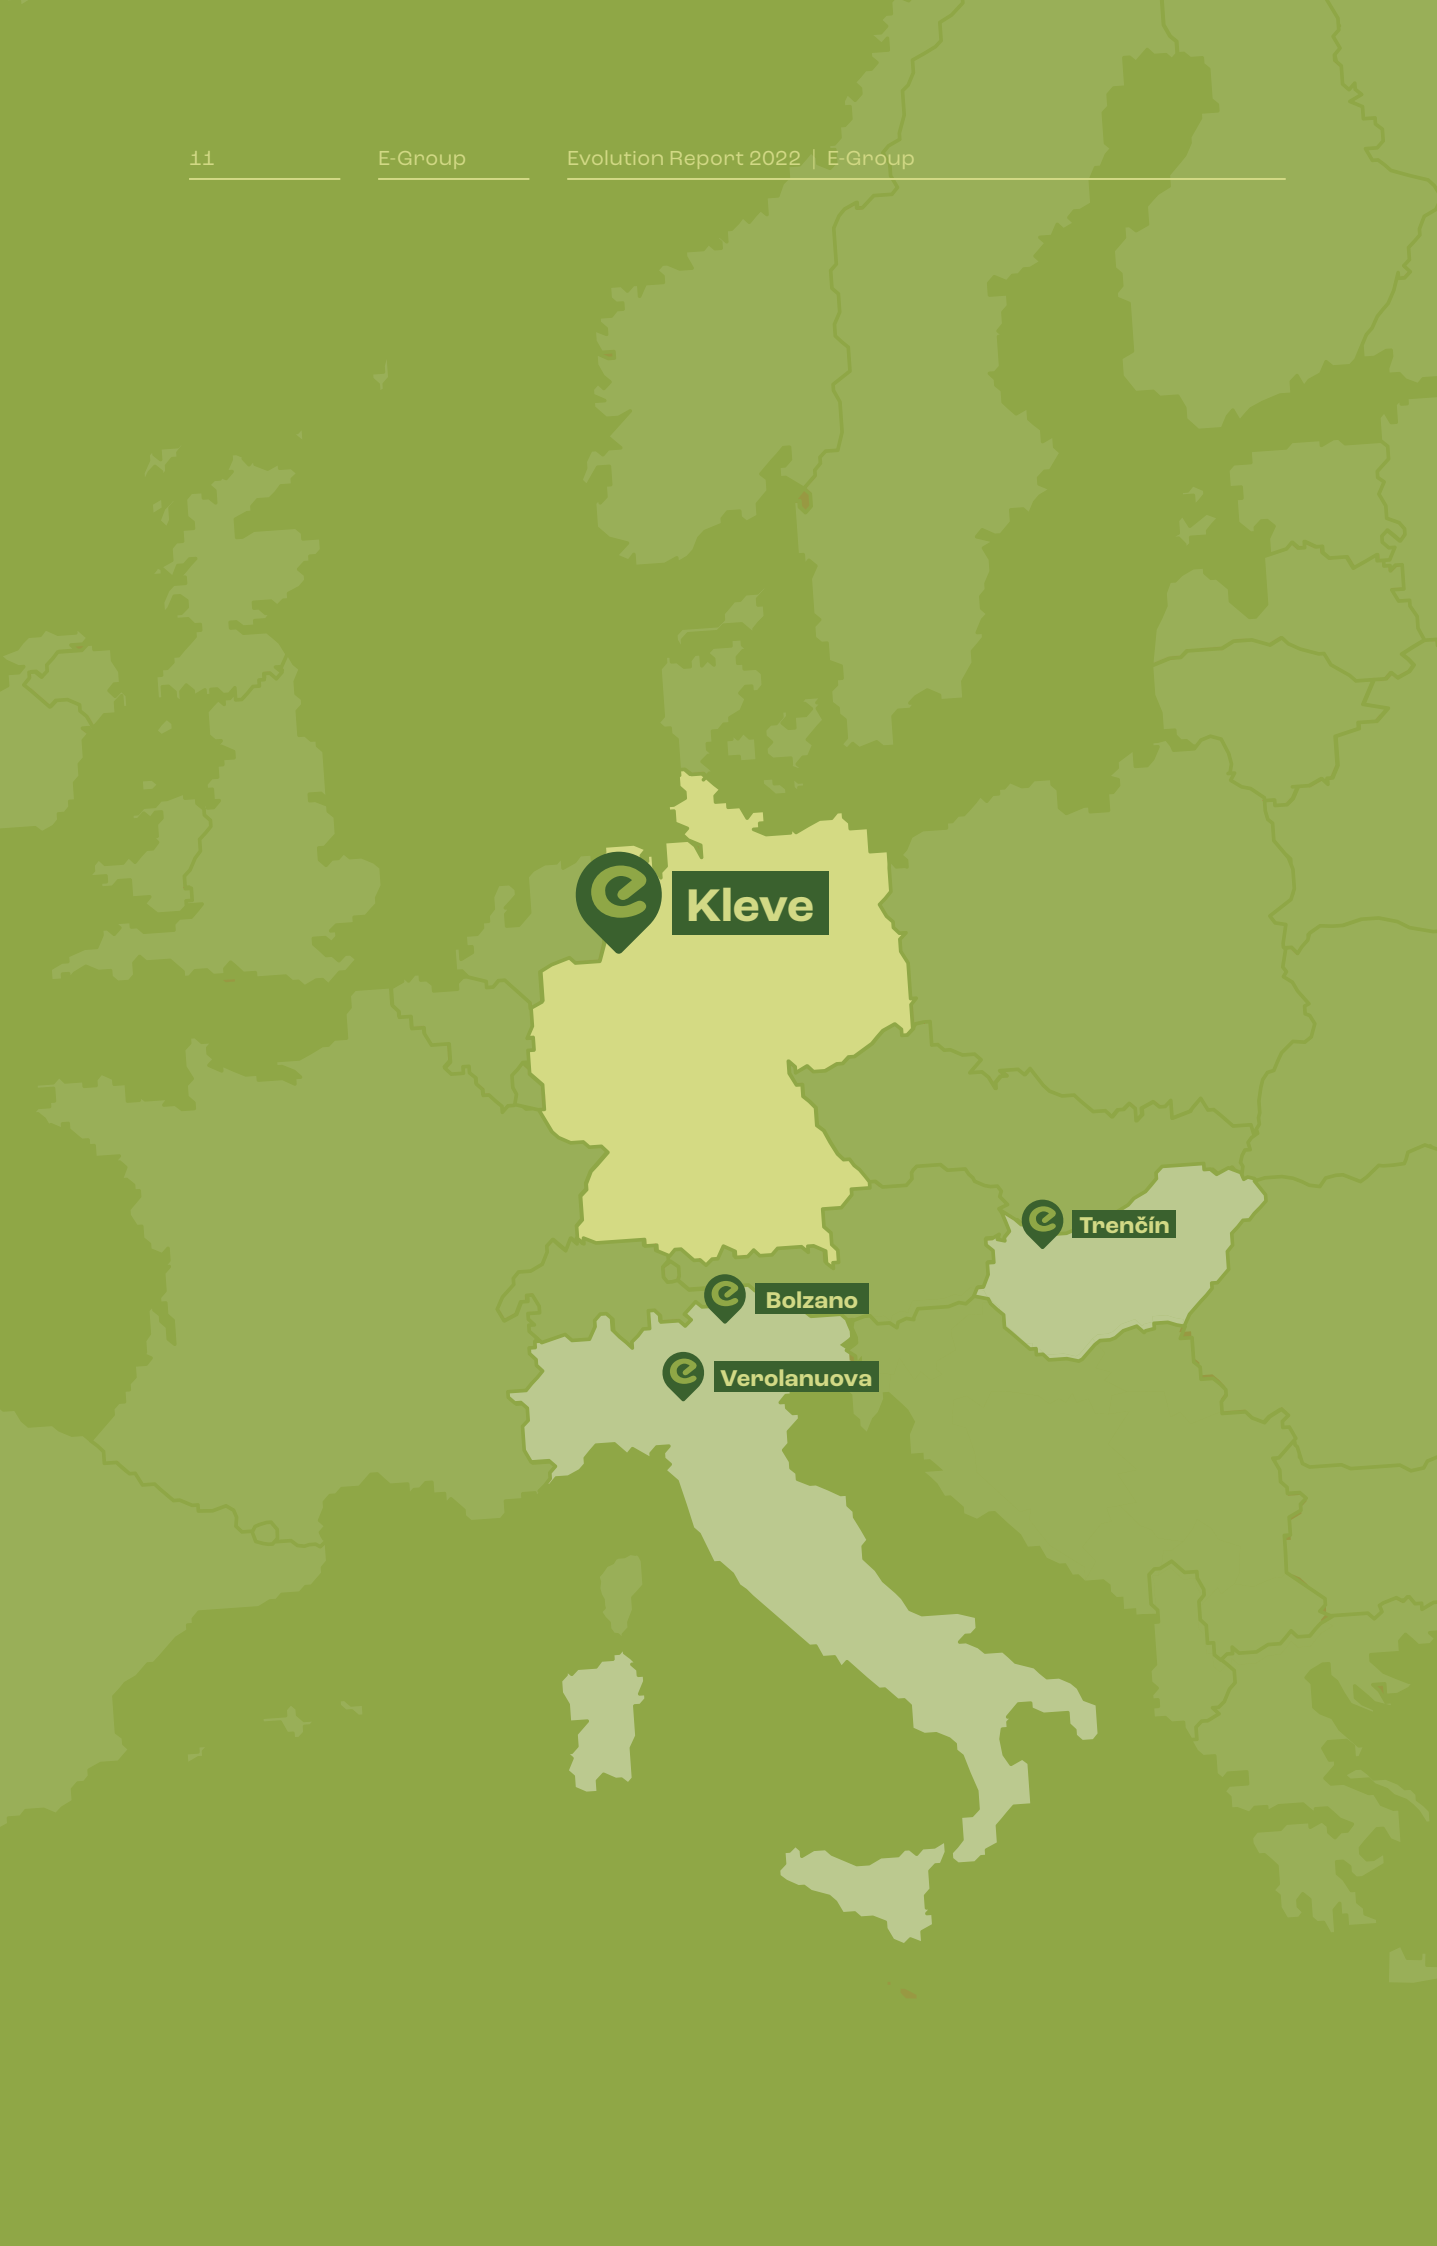 11 E-Group Evolution Report 2022 | E-Group
Kleve
Trenčín
Bolzano
Verolanuova